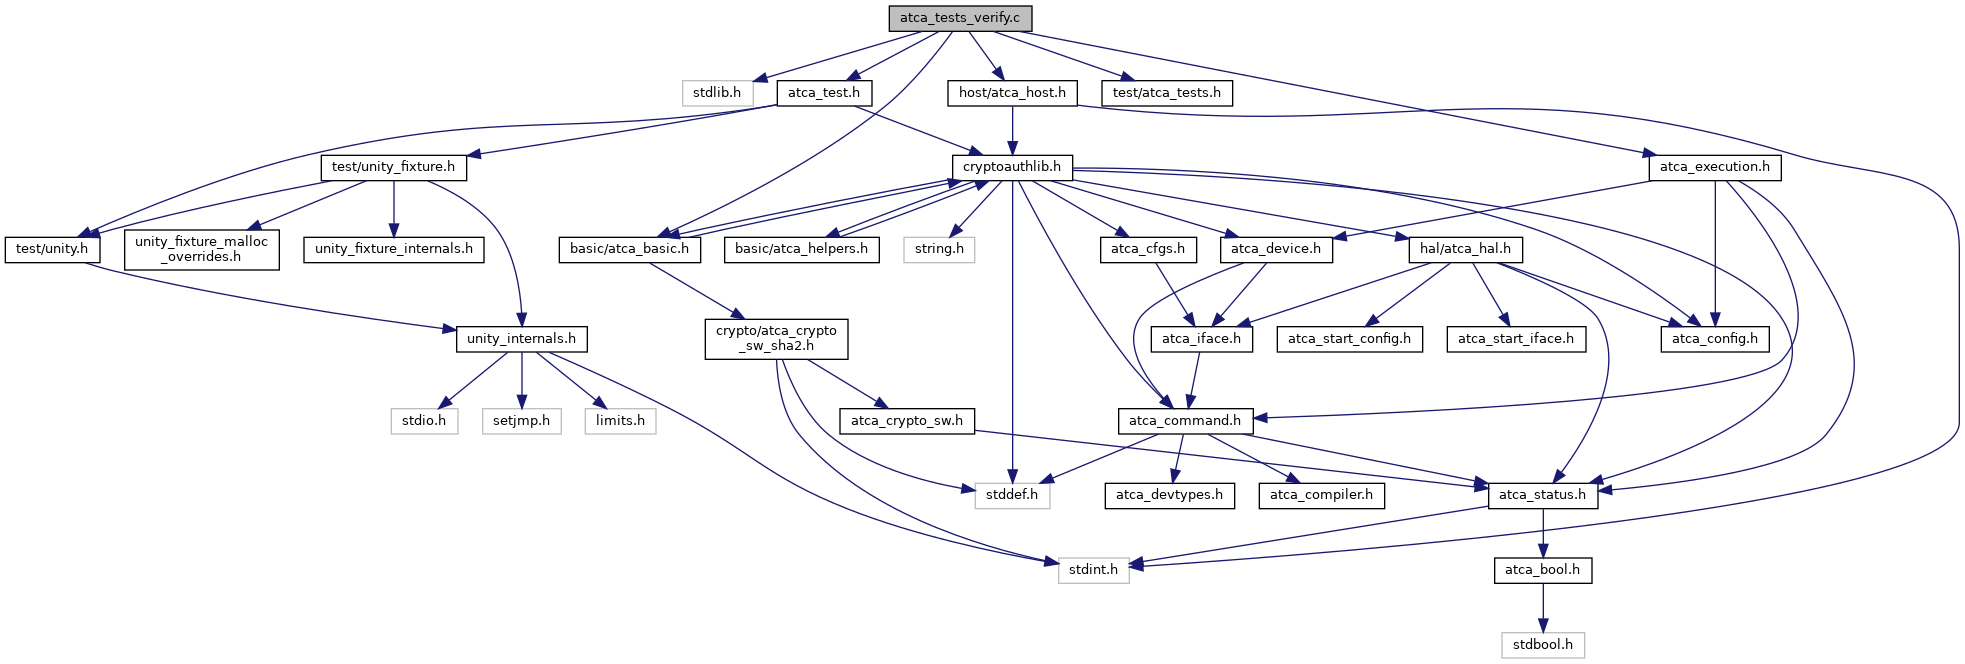 atca_tests_verify.c
stdlib.h
atca_test.h
host/atca_host.h
test/atca_tests.h
test/unity_fixture.h
cryptoauthlib.h
atca_execution.h
test/unity.h
unity_fixture_malloc
_overrides.h
unity_fixture_internals.h
basic/atca_basic.h
basic/atca_helpers.h
string.h
atca_cfgs.h
atca_device.h
hal/atca_hal.h
unity_internals.h
crypto/atca_crypto
_sw_sha2.h
atca_iface.h
atca_start_config.h
atca_start_iface.h
atca_config.h
stdio.h
setjmp.h
limits.h
atca_crypto_sw.h
atca_command.h
stddef.h
atca_devtypes.h
atca_compiler.h
atca_status.h
stdint.h
atca_bool.h
stdbool.h